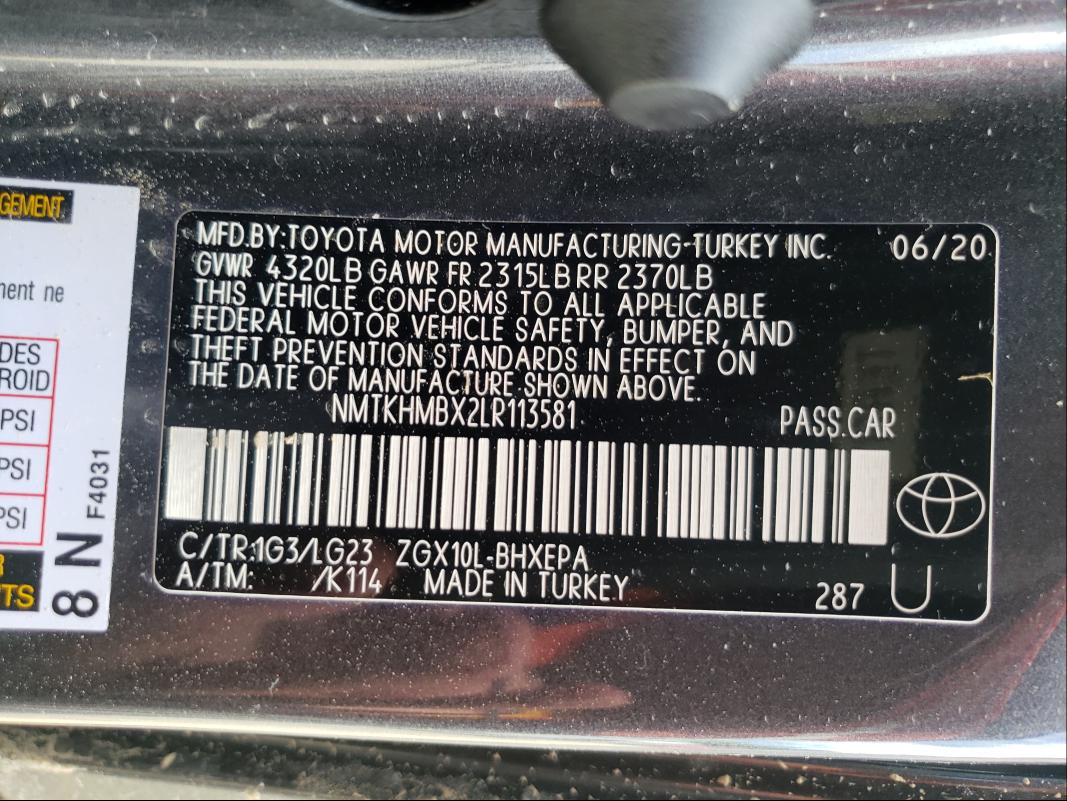 MFD.BY:TOYOTA MOTOR MANUFACTURING-TURKEY INC. 06/20
GVWR 4320LB GAWR FR 2315LB RR 2370LB
THIS VEHICLE CONFORMS TO ALL APPLICABLE
FEDERAL MOTOR VEHICLE SAFETY, BUMPER, AND
THEFT PREVENTION STANDARDS IN EFFECT ON
THE DATE OF MANUFACTURE SHOWN ABOVE.
NMTKHMBX2LR113581 PASS.CAR
C/TR:1G3/LG23 ZGX10L-BHXEPA
A/TM: /K114 MADE IN TURKEY 287 U
GEMENT
ment ne
DES
ROID
PSI
PSI
PSI
R
TS
8 N F4031